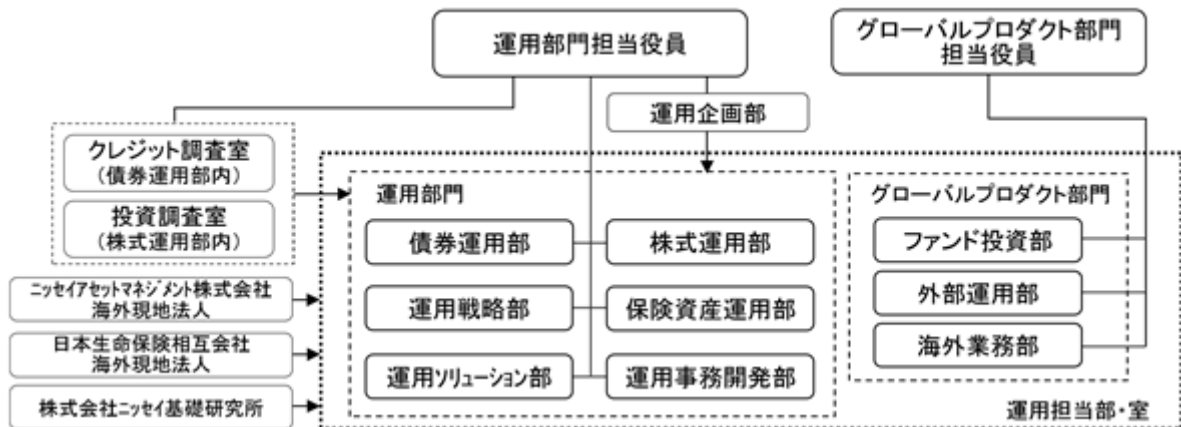 運用部門担当役員
グローバルプロダクト部門
担当役員
運用企画部
クレジット調査室
(債券運用部内)
投資調査室
(株式運用部内)
ニッセイアセットマネジメント株式会社
海外現地法人
日本生命保険相互会社
海外現地法人
株式会社ニッセイ基礎研究所
運用部門
債券運用部
株式運用部
運用戦略部
保険資産運用部
運用ソリューション部
運用事務開発部
グローバルプロダクト部門
ファンド投資部
外部運用部
海外業務部
運用担当部・室